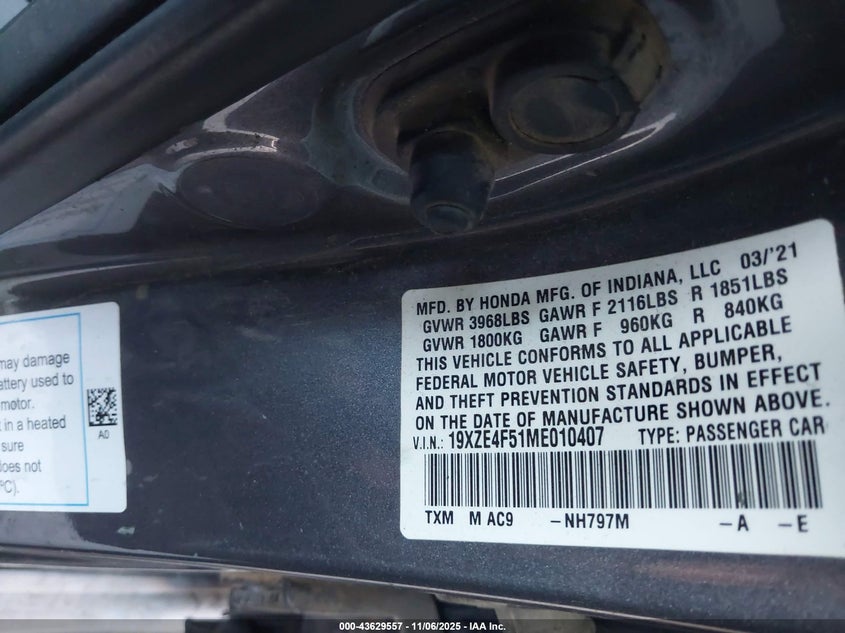 may damage
attery used to
motor.
t in a heated
sure
does not
°C).
A0
MFD. BY HONDA MFG. OF INDIANA, LLC 03/'21
GVWR 3968LBS GAWR F 2116LBS R 1851LBS
GVWR 1800KG GAWR F 960KG R 840KG
THIS VEHICLE CONFORMS TO ALL APPLICABLE
FEDERAL MOTOR VEHICLE SAFETY, BUMPER,
AND THEFT PREVENTION STANDARDS IN EFFECT
ON THE DATE OF MANUFACTURE SHOWN ABOVE.
V.I.N.: 19XZE4F51ME010407 TYPE: PASSENGER CAR
TXM M AC9 -NH797M -A -E
000-43629557 - 11/06/2025 - IAA Inc.